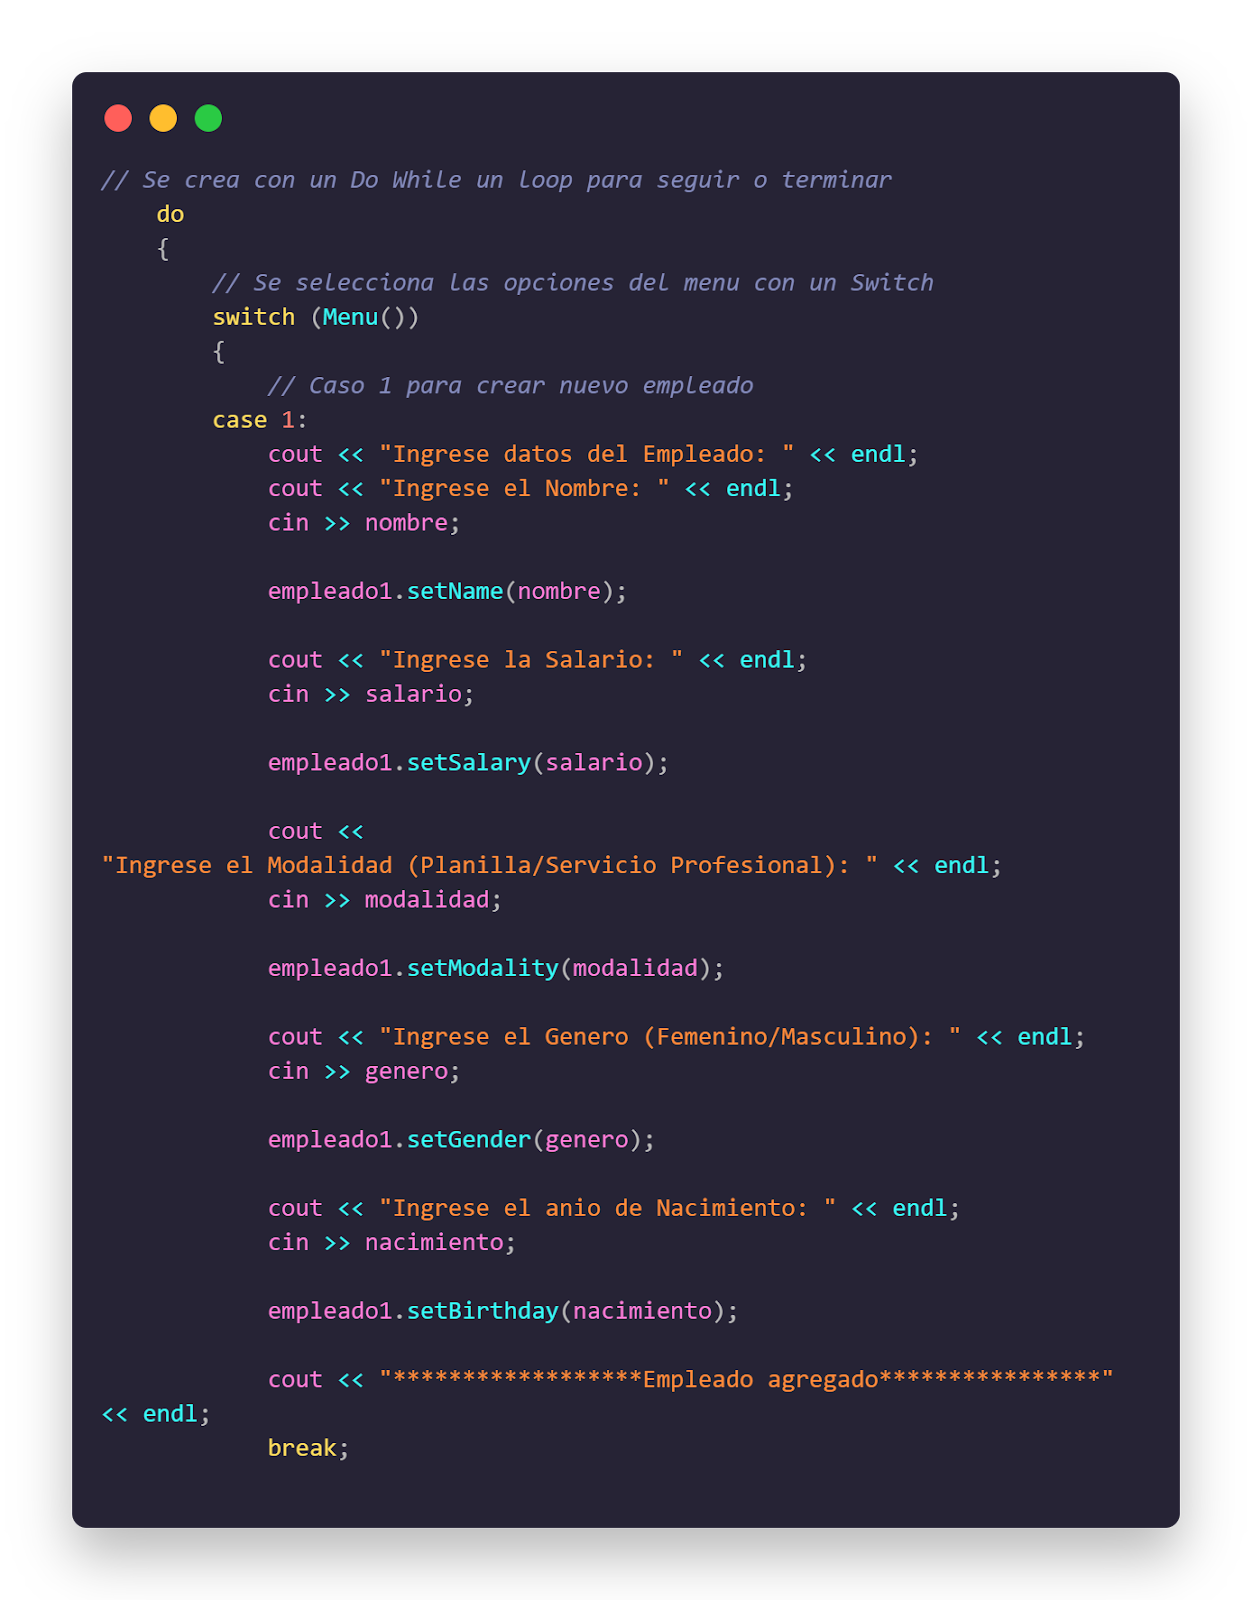 // Se crea con un Do While un loop para seguir o terminar
do
{
// Se selecciona las opciones del menu con un Switch
switch (Menu())
{
// Caso 1 para crear nuevo empleado
case 1:
cout << "Ingrese datos del Empleado: " << endl;
cout << "Ingrese el Nombre: " << endl;
cin >> nombre;
empleado1.setName(nombre);
cout << "Ingrese la Salario: " << endl;
cin >> salario;
empleado1.setSalary(salario);
cout <<
"Ingrese el Modalidad (Planilla/Servicio Profesional): " << endl;
cin >> modalidad;
empleado1.setModality(modalidad);
cout << "Ingrese el Genero (Femenino/Masculino): " << endl;
cin >> genero;
empleado1.setGender(genero);
cout << "Ingrese el anio de Nacimiento: " << endl;
cin >> nacimiento;
empleado1.setBirthday(nacimiento);
cout << "******************Empleado agregado****************"
<< endl;
break;